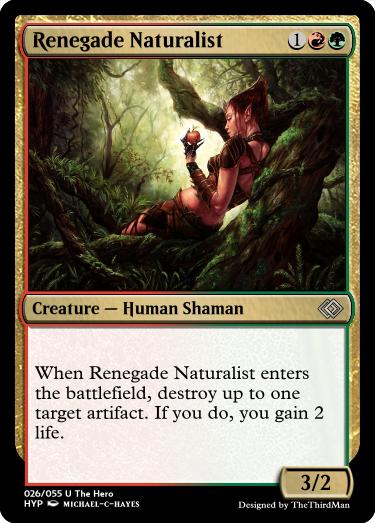 Renegade Naturalist 1
Creature — Human Shaman
When Renegade Naturalist enters
the battlefield, destroy up to one
target artifact. If you do, you gain 2
life.
3/2
026/055 U The Hero
HYP MICHAEL-C-HAYES
Designed by TheThirdMan